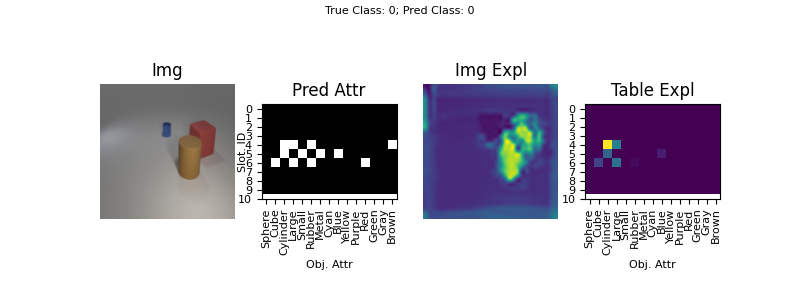 True Class: 0; Pred Class: 0
Img
Pred Attr
Img Expl
Table Expl
Slot. ID
0
1
2
3
4
5
6
7
8
9
10
Sphere
Cube
Cylinder
Large
Small
Rubber
Metal
Cyan
Blue
Yellow
Purple
Red
Green
Gray
Brown
Obj. Attr
0
1
2
3
4
5
6
7
8
9
10
Sphere
Cube
Cylinder
Large
Small
Rubber
Metal
Cyan
Blue
Yellow
Purple
Red
Green
Gray
Brown
Obj. Attr